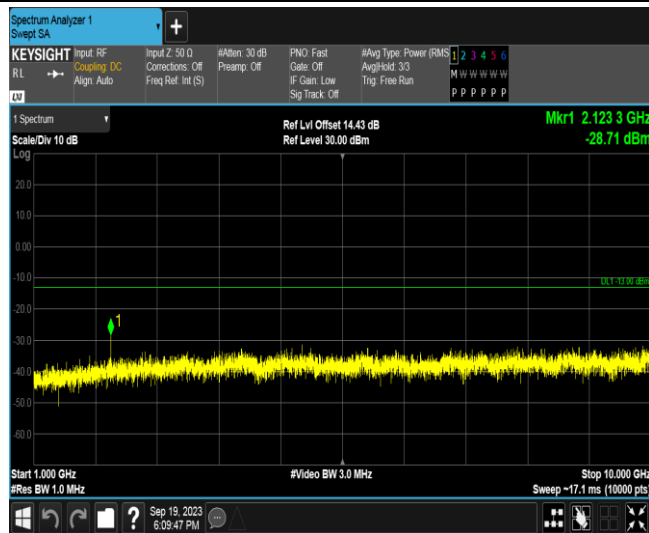 Spectrum Analyzer 1
Swept SA
+
KEYSIGHT
RL
LXI
Input: RF
Coupling: DC
Align: Auto
Input Z: 50 Ω
Corrections: Off
Freq Ref: Int (S)
#Atten: 30 dB
Preamp: Off
PNO: Fast
Gate: Off
IF Gain: Low
Sig Track: Off
#Avg Type: Power (RMS
Avg|Hold: 3/3
Trig: Free Run
1 2 3 4 5 6
M W W W W W
P P P P P P
1 Spectrum
Scale/Div 10 dB
Log
Ref Lvl Offset 14.43 dB
Ref Level 30.00 dBm
Mkr1 2.123 3 GHz
-28.71 dBm
20.0
10.0
0.00
-10.0
DL1 -13.00 dBm
-20.0
1
-30.0
-40.0
-50.0
-60.0
Start 1.000 GHz
#Res BW 1.0 MHz
#Video BW 3.0 MHz
Stop 10.000 GHz
Sweep ~17.1 ms (10000 pts)
?
Sep 19, 2023
6:09:47 PM